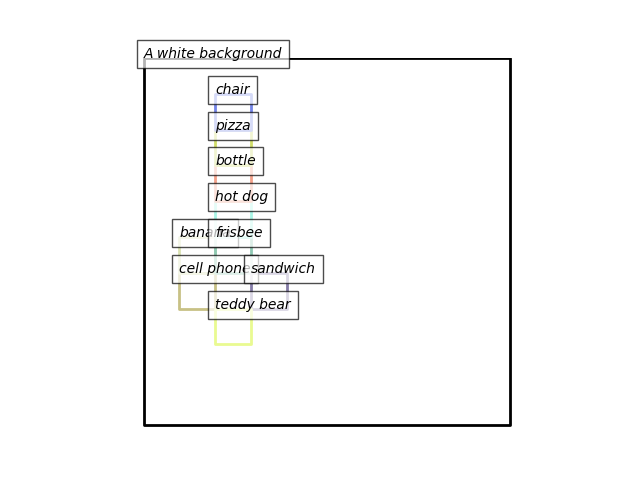 A white background
chair
pizza
bottle
hot dog
banana frisbee
cell phone sandwich
teddy bear